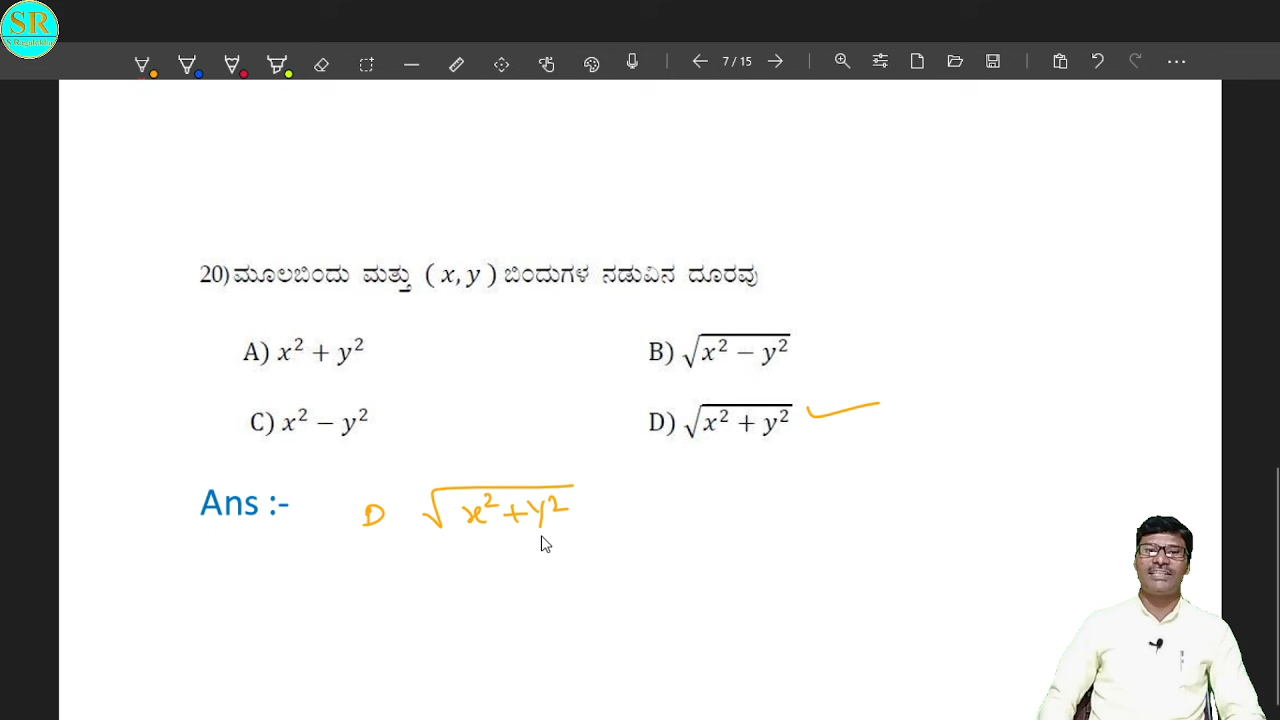 SR
7 / 15
20) ಮೂಲಬಿಂದು ಮತ್ತು ( x, y ) ಬಿಂದುಗಳ ನಡುವಿನ ದೂರವು
A) x² + y²
B) √(x² − y²)
C) x² − y²
D) √(x² + y²)
Ans :- D √(x²+y²)